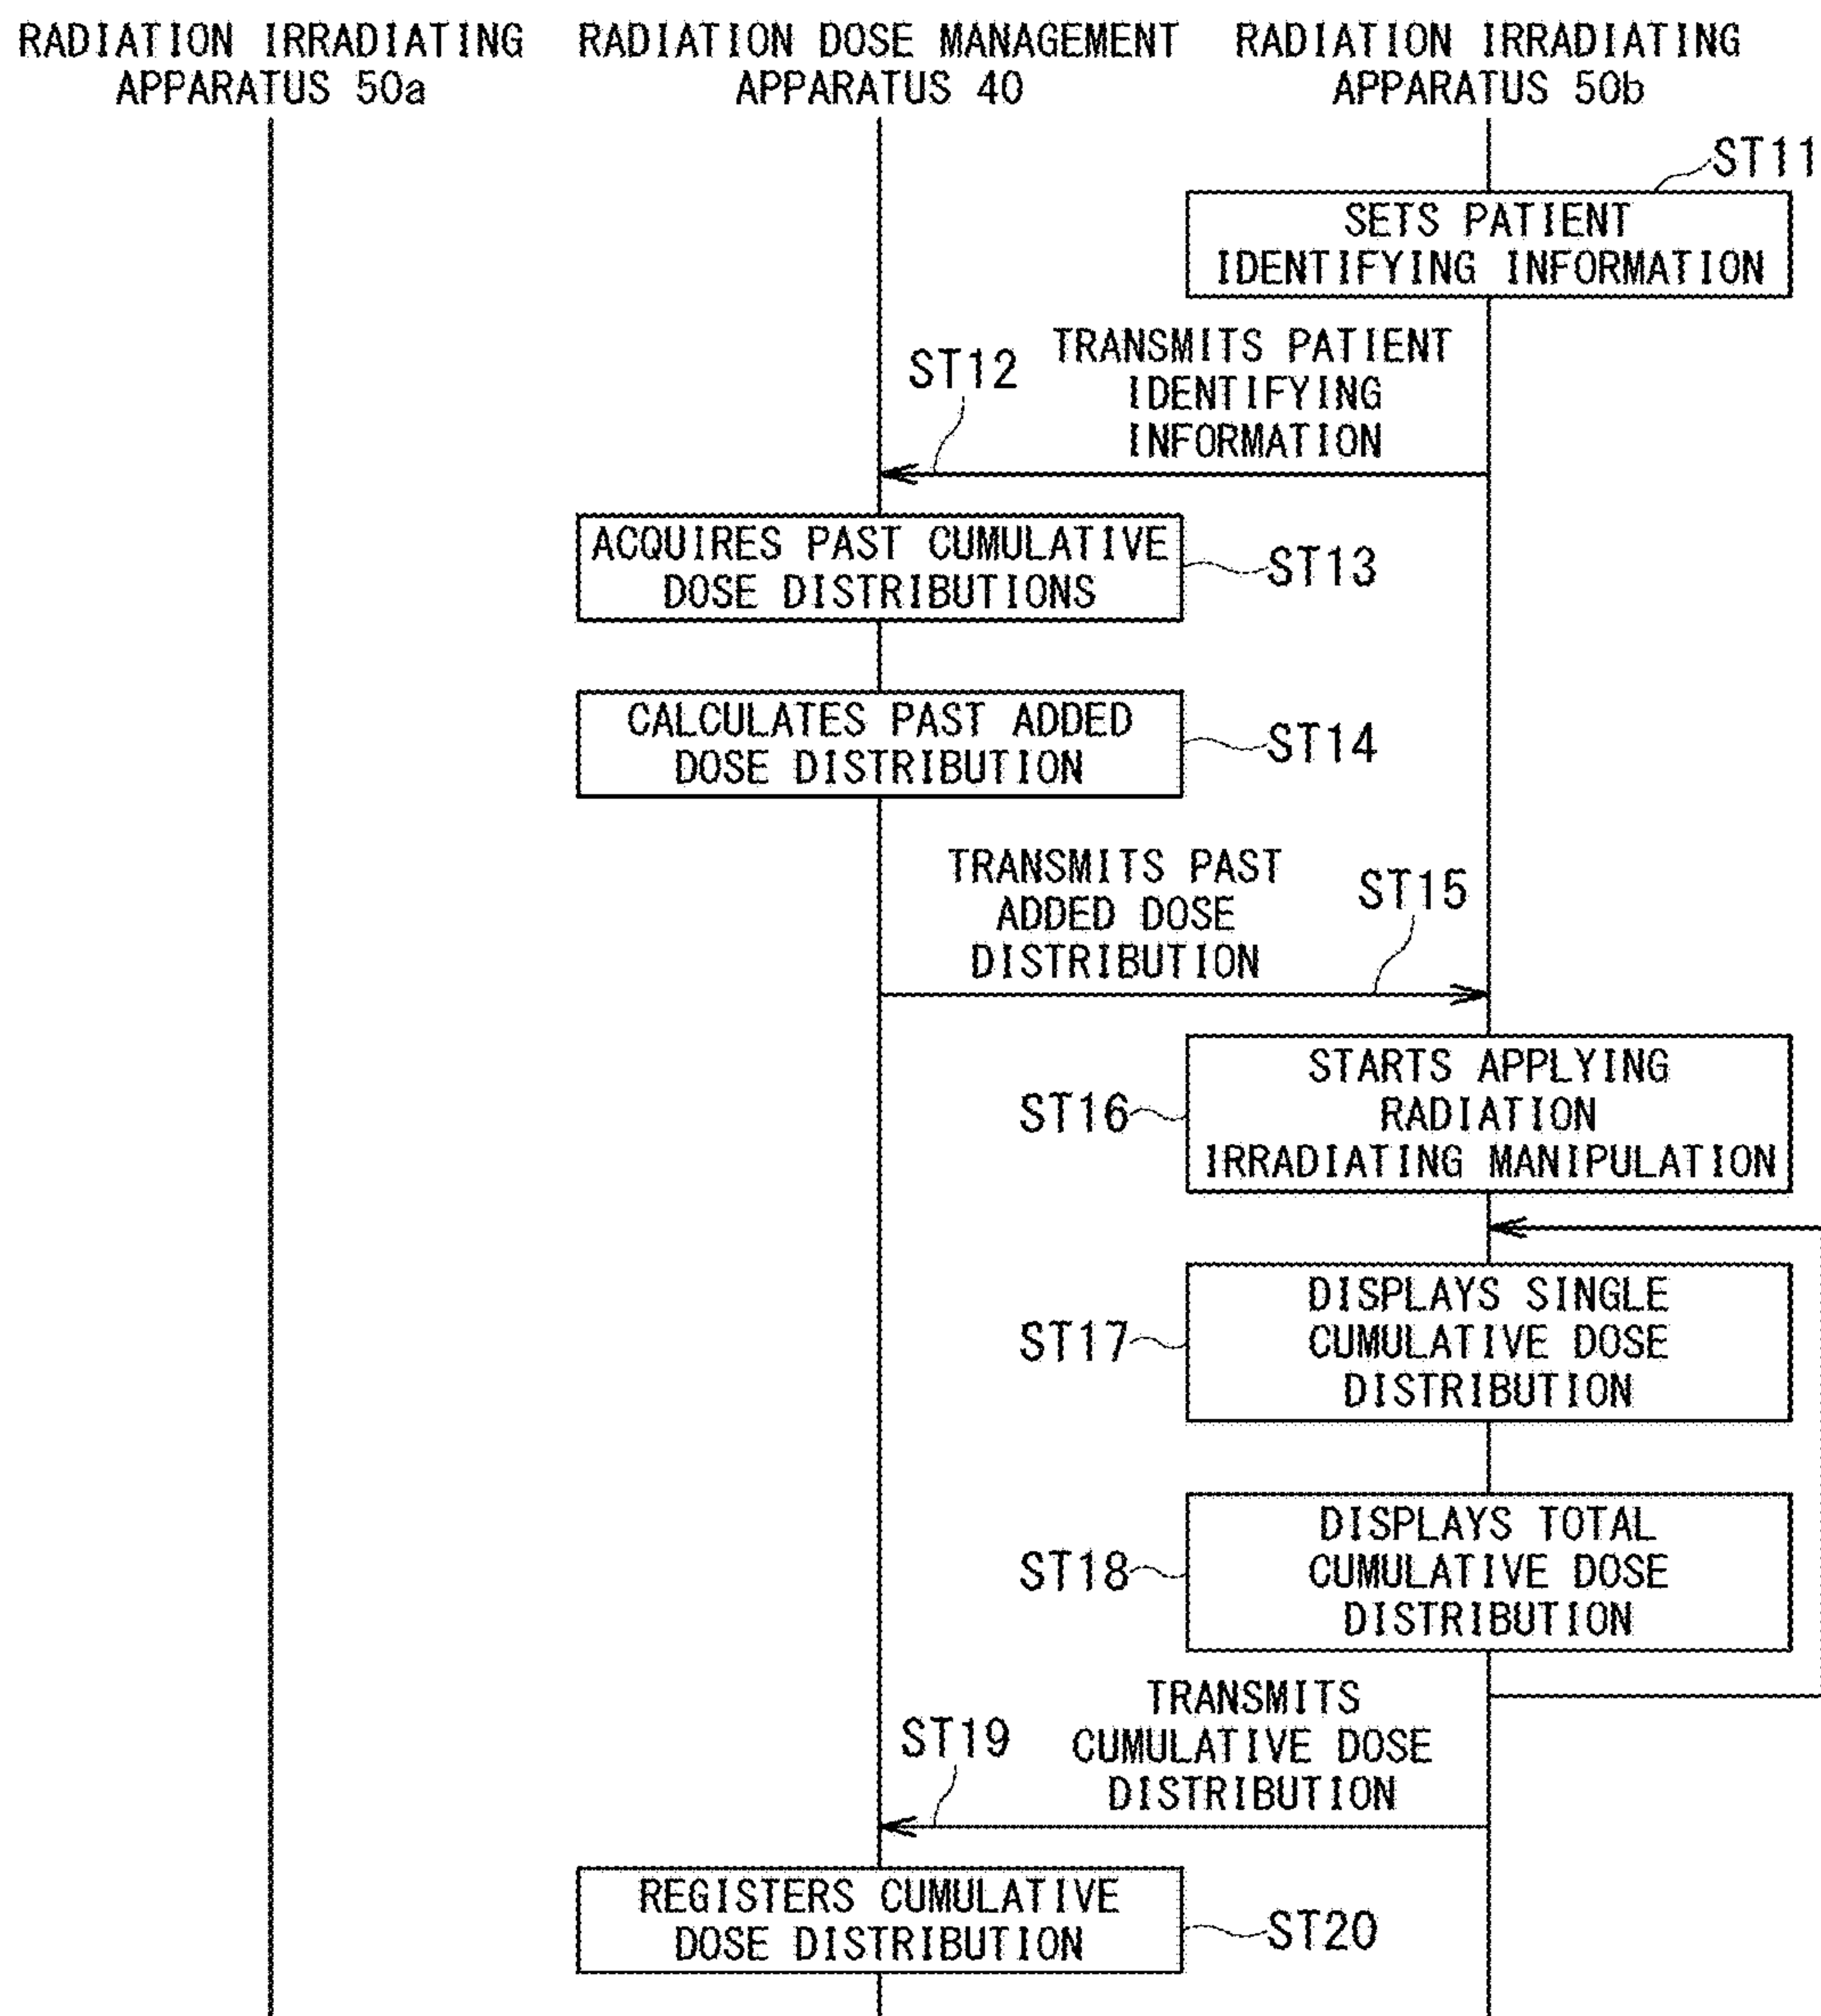 RADIATION IRRADIATING
APPARATUS 50a
RADIATION DOSE MANAGEMENT
APPARATUS 40
RADIATION IRRADIATING
APPARATUS 50b
ST11
SETS PATIENT
IDENTIFYING INFORMATION
ST12
TRANSMITS PATIENT
IDENTIFYING
INFORMATION
ACQUIRES PAST CUMULATIVE
DOSE DISTRIBUTIONS
ST13
CALCULATES PAST ADDED
DOSE DISTRIBUTION
ST14
TRANSMITS PAST
ADDED DOSE
DISTRIBUTION
ST15
STARTS APPLYING
RADIATION
IRRADIATING MANIPULATION
ST16
DISPLAYS SINGLE
CUMULATIVE DOSE
DISTRIBUTION
ST17
DISPLAYS TOTAL
CUMULATIVE DOSE
DISTRIBUTION
ST18
TRANSMITS
CUMULATIVE DOSE
DISTRIBUTION
ST19
REGISTERS CUMULATIVE
DOSE DISTRIBUTION
ST20